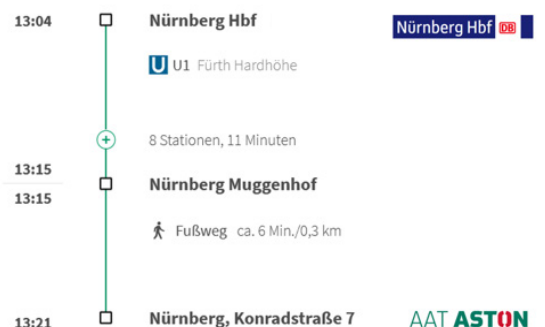 13:04 Nürnberg Hbf
Nürnberg Hbf DB
U U1 Fürth Hardhöhe
8 Stationen, 11 Minuten
13:15
Nürnberg Muggenhof
13:15
Fußweg ca. 6 Min./0,3 km
13:21 Nürnberg, Konradstraße 7
AAT ASTON